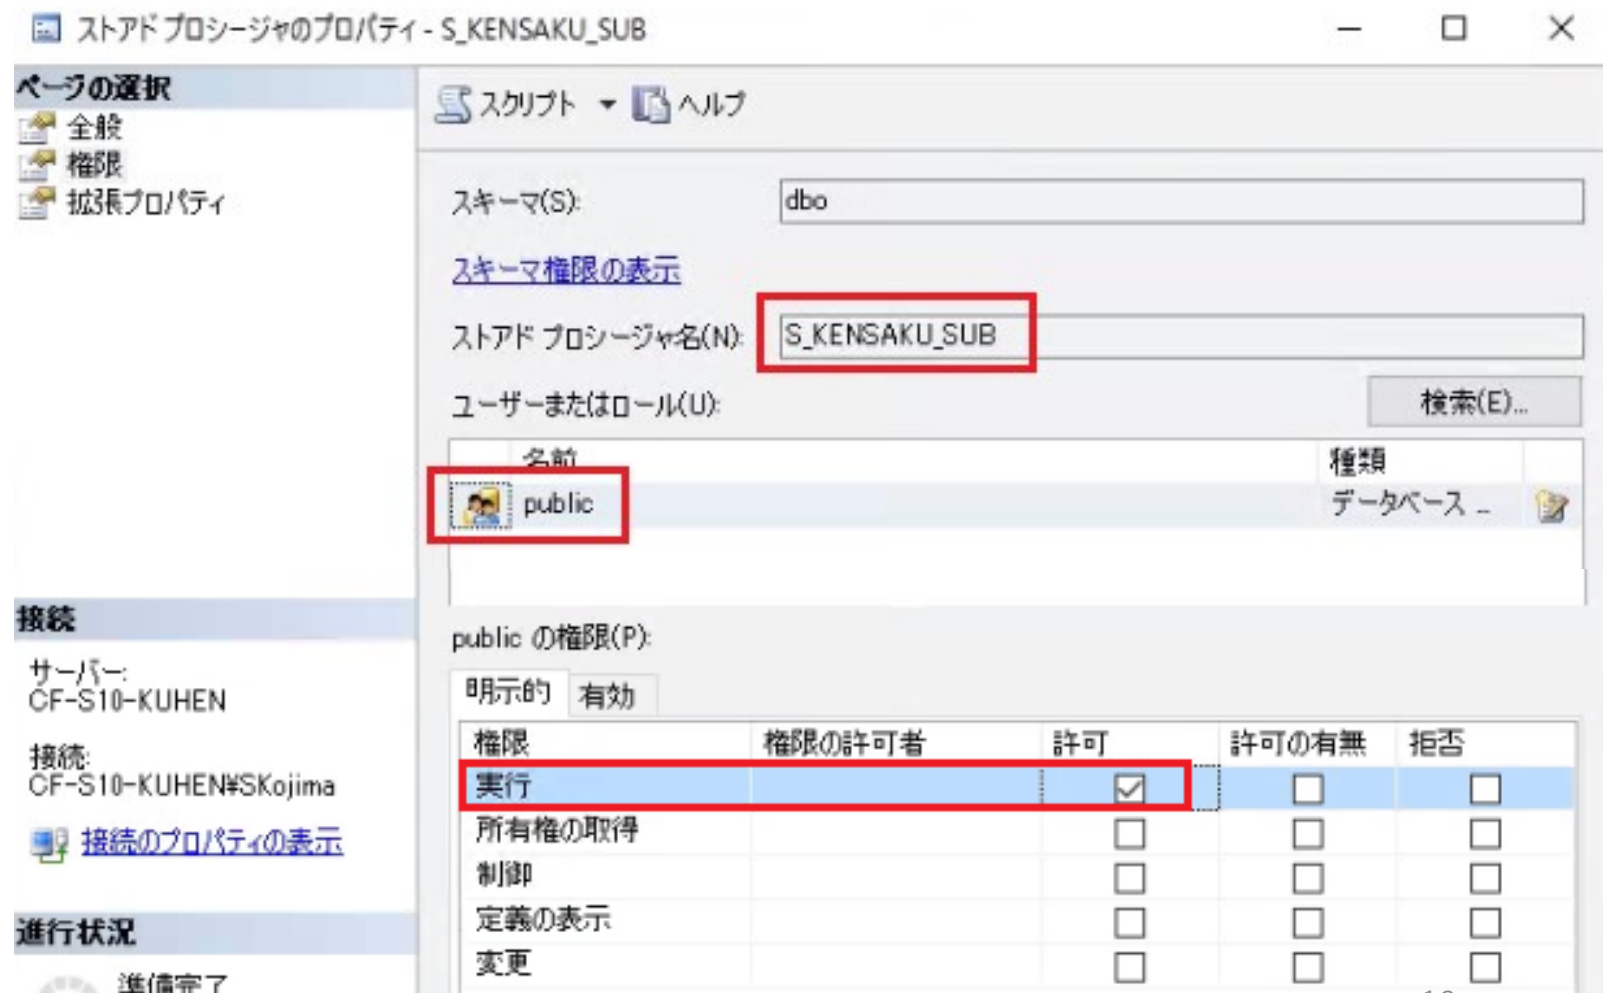 ストアド プロシージャのプロパティ - S_KENSAKU_SUB
ページの選択
全般
権限
拡張プロパティ
スクリプト
ヘルプ
スキーマ(S):
dbo
スキーマ権限の表示
ストアド プロシージャ名(N):
S_KENSAKU_SUB
ユーザーまたはロール(U):
検索(E)...
名前
種類
public
データベース ...
接続
サーバー:
CF-S10-KUHEN
接続:
CF-S10-KUHEN¥SKojima
接続のプロパティの表示
進行状況
準備完了
public の権限(P):
明示的
有効
権限
権限の許可者
許可
許可の有無
拒否
実行
所有権の取得
制御
定義の表示
変更